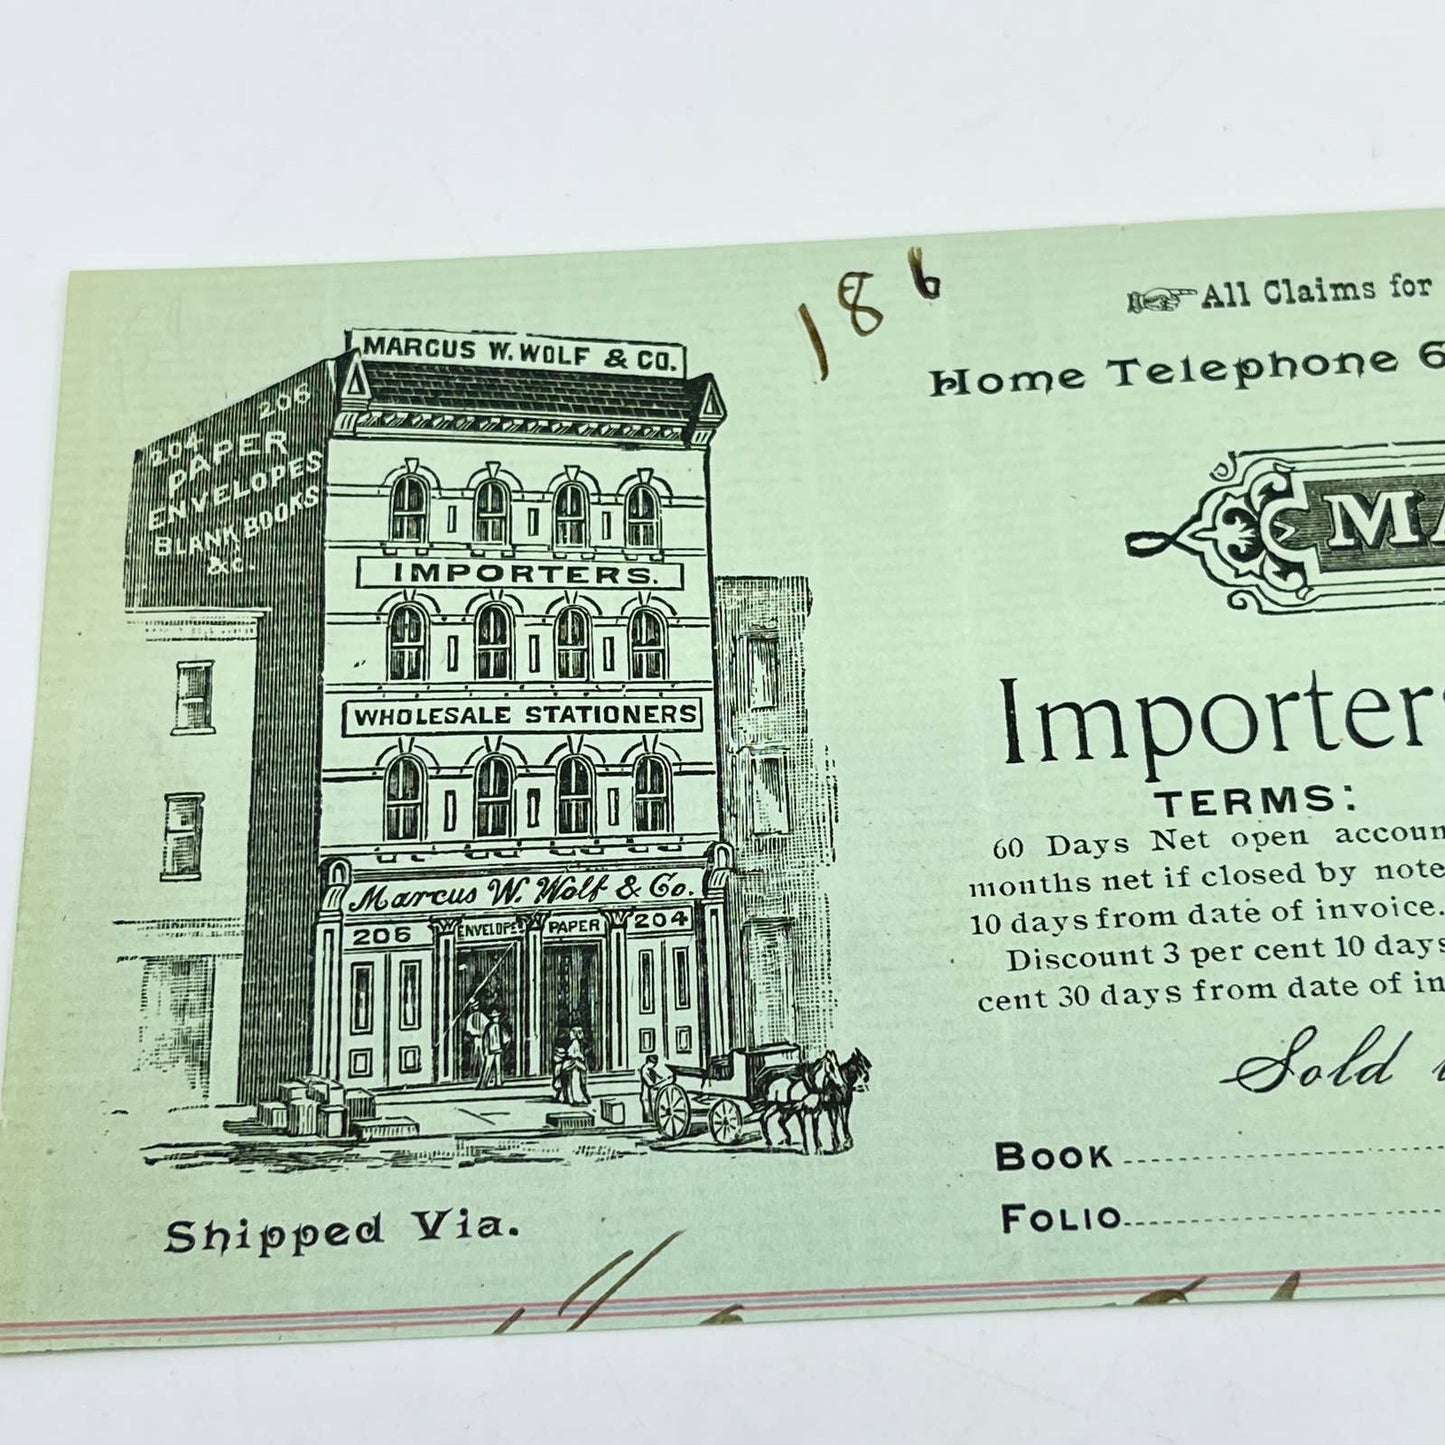 186
All Claims for
Home Telephone 6
MARCUS W. WOLF & CO.
204 206
PAPER
ENVELOPES
BLANK BOOKS
&C.
IMPORTERS.
WHOLESALE STATIONERS
Marcus W. Wolf & Co.
206 ENVELOPES PAPER 204
Shipped Via.
MA
Importers
TERMS:
60 Days Net open accoun
months net if closed by note
10 days from date of invoice.
Discount 3 per cent 10 days
cent 30 days from date of in
Sold
BOOK
FOLIO